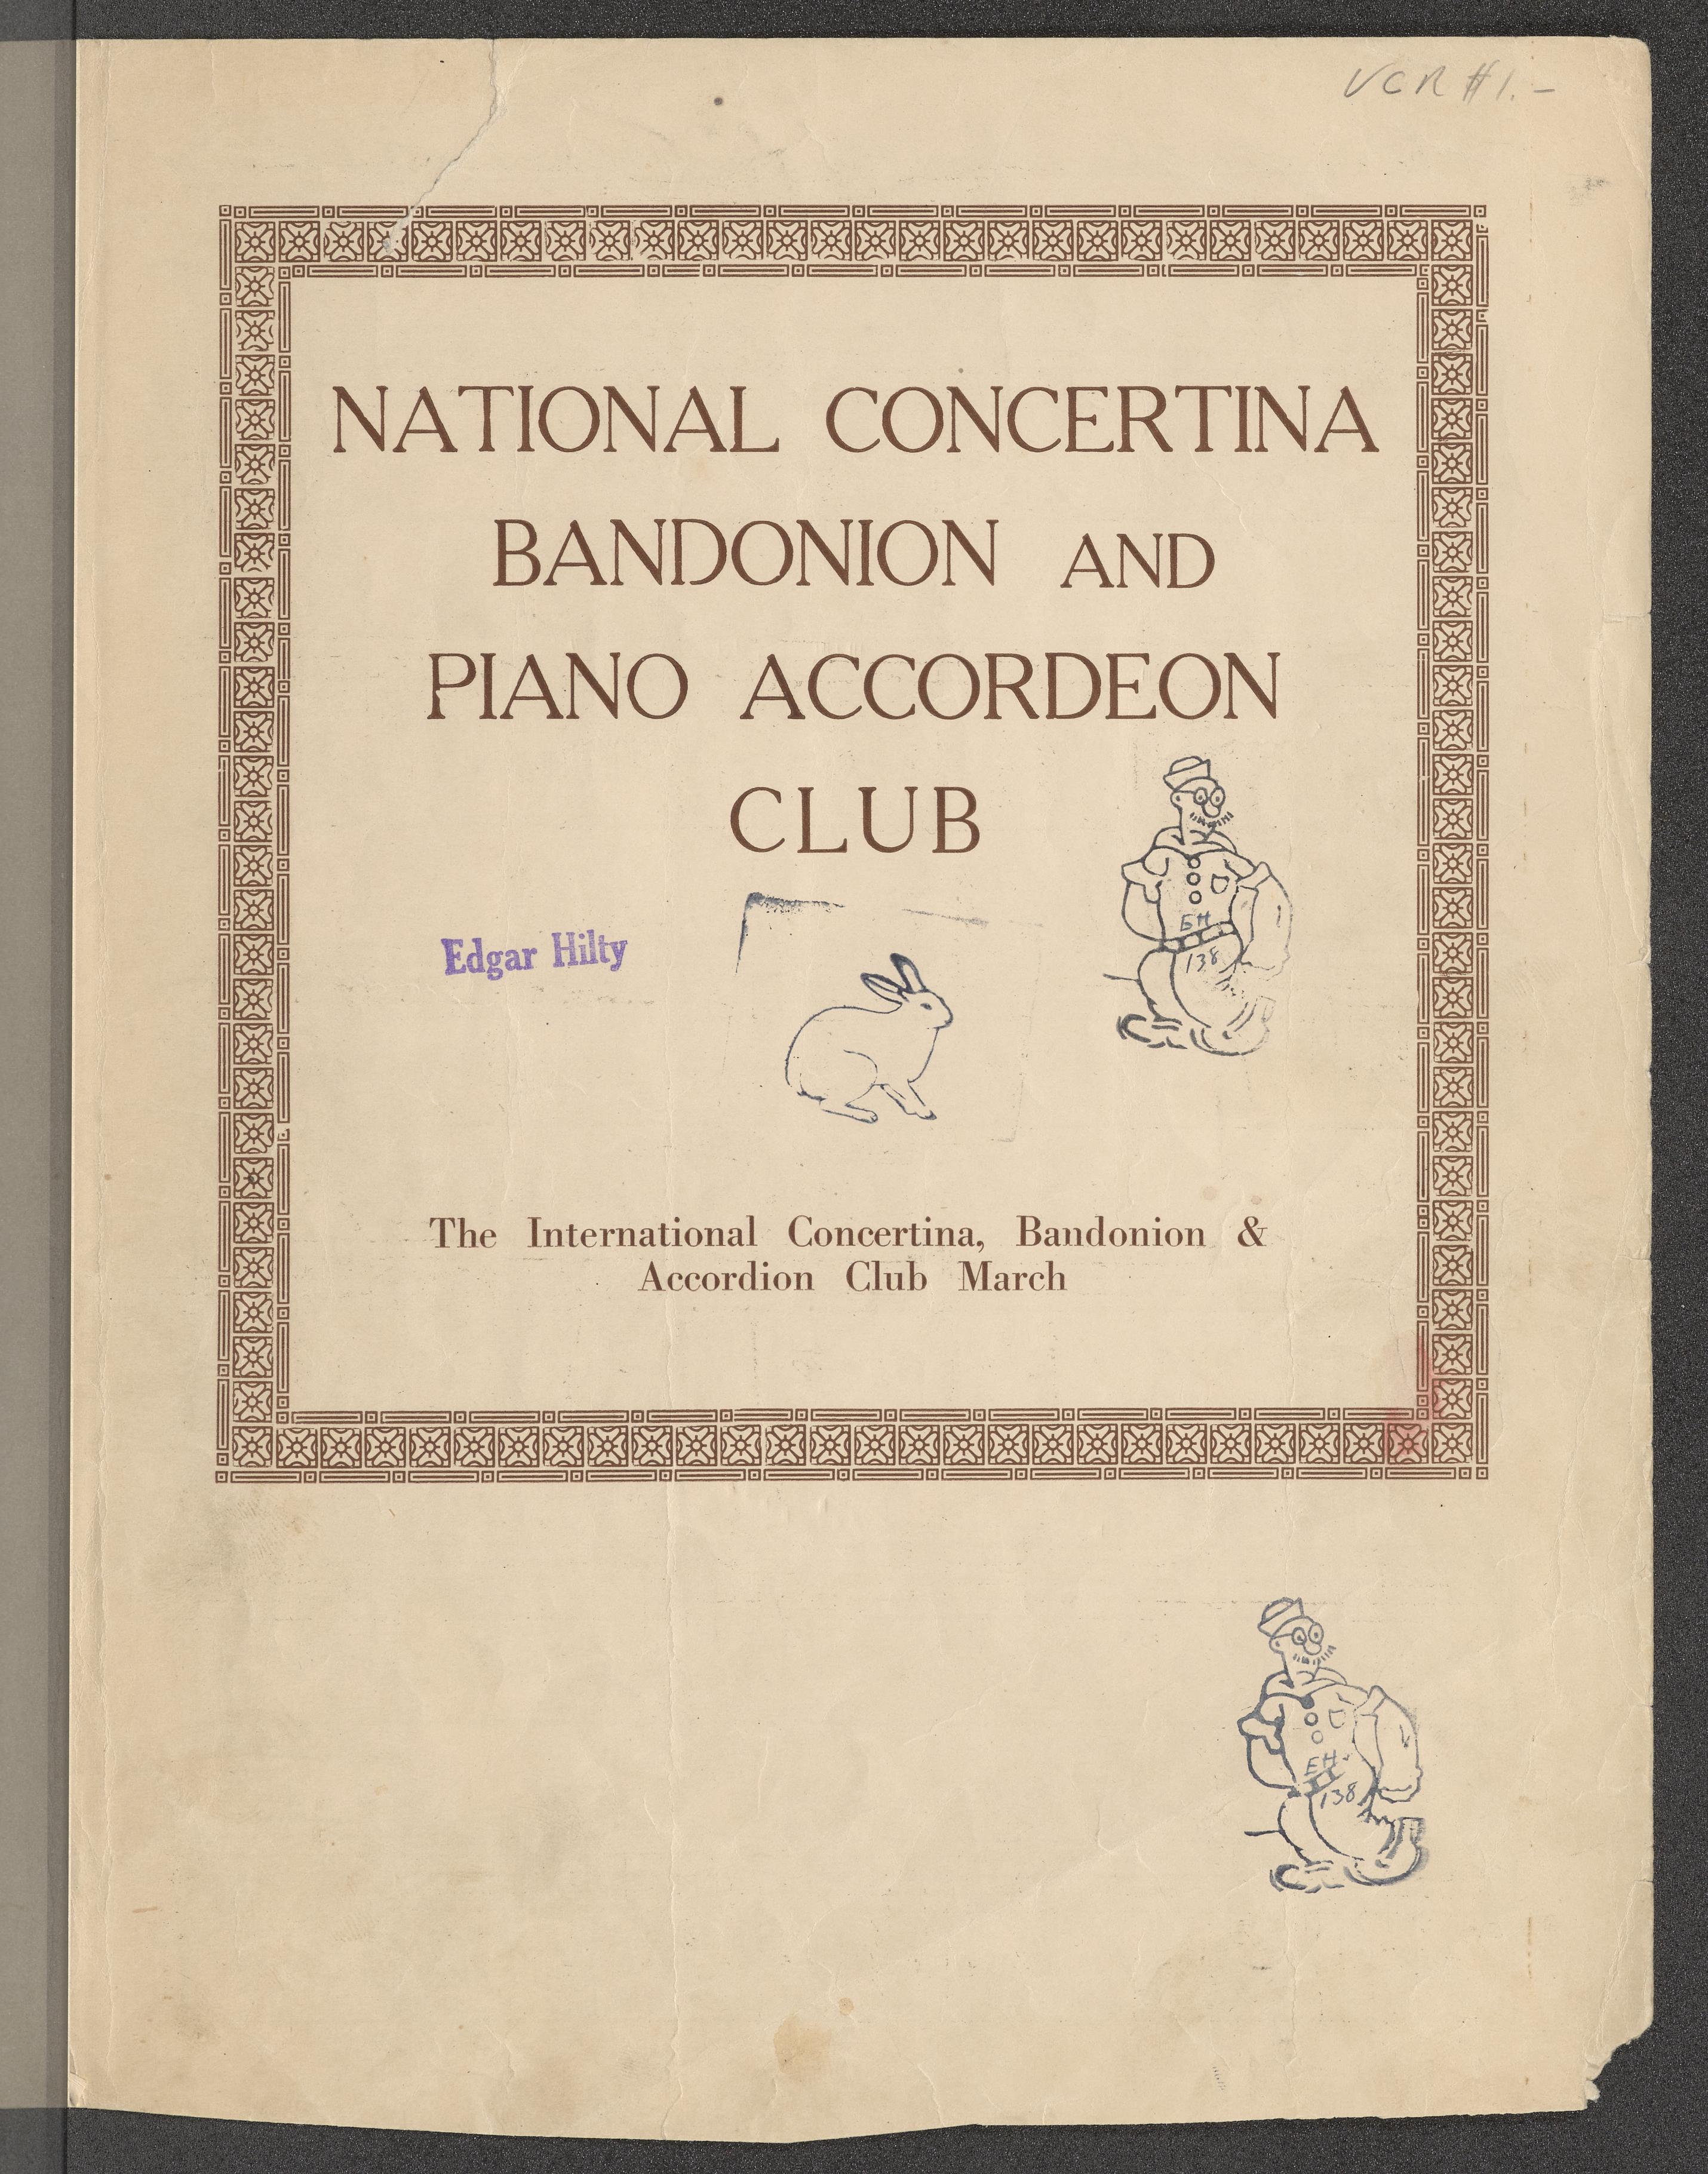 VCR #1.-
NATIONAL CONCERTINA
BANDONION AND
PIANO ACCORDEON
CLUB
Edgar Hilty
EH
138
The International Concertina, Bandonion &
Accordion Club March
EH.
138